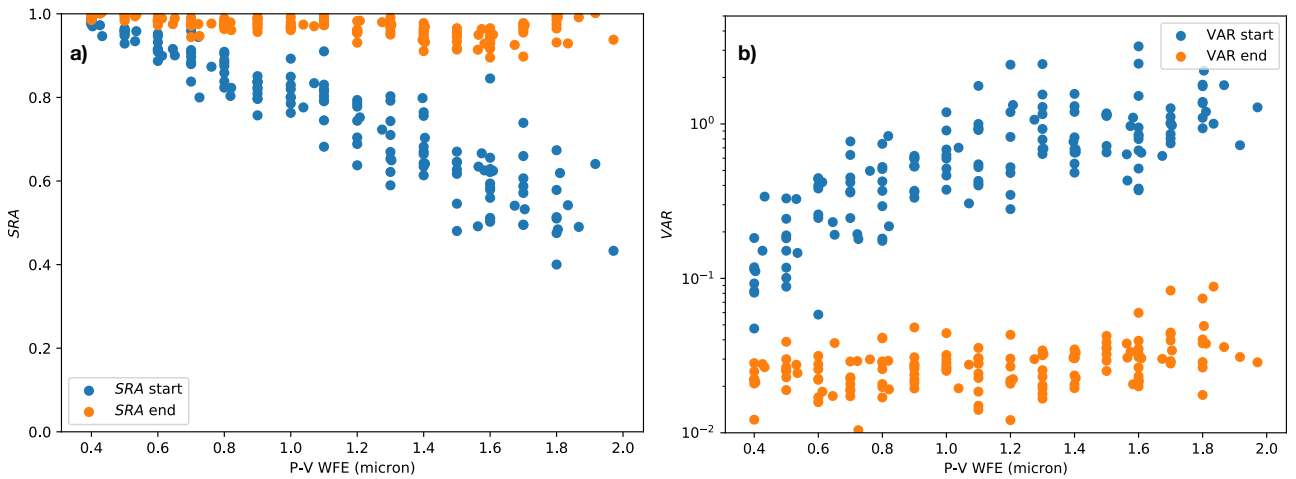 a)
1.0
0.8
0.6
0.4
0.2
0.0
SRA
SRA start
SRA end
0.4 0.6 0.8 1.0 1.2 1.4 1.6 1.8 2.0
P-V WFE (micron)
b)
VAR start
VAR end
10⁰
10⁻¹
10⁻²
VAR
0.4 0.6 0.8 1.0 1.2 1.4 1.6 1.8 2.0
P-V WFE (micron)